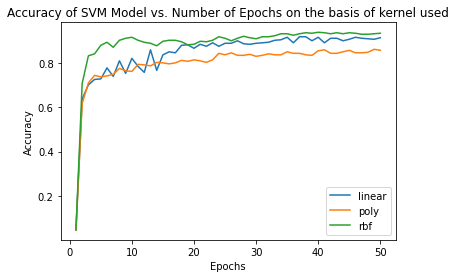 Accuracy of SVM Model vs. Number of Epochs on the basis of kernel used
Accuracy
0.8
0.6
0.4
0.2
0
10
20
30
40
50
Epochs
linear
poly
rbf